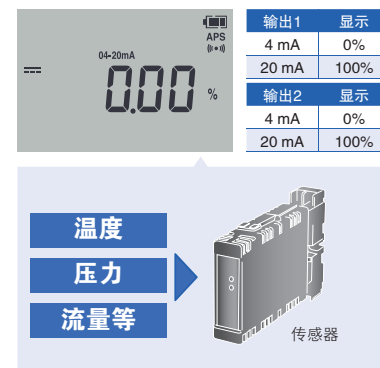 APS
04-20mA
0.00 %
输出1 显示
4 mA 0%
20 mA 100%
输出2 显示
4 mA 0%
20 mA 100%
温度
压力
流量等
传感器